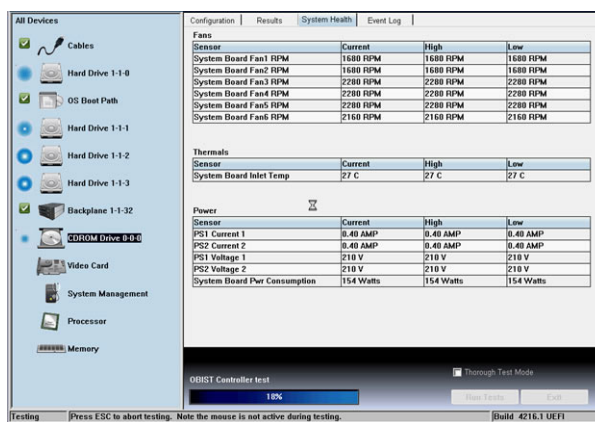 All Devices
Cables
Hard Drive 1-1-0
OS Boot Path
Hard Drive 1-1-1
Hard Drive 1-1-2
Hard Drive 1-1-3
Backplane 1-1-32
CDROM Drive 0-0-0
Video Card
System Management
Processor
Memory
Configuration Results System Health Event Log
Fans
Sensor Current High Low
System Board Fan1 RPM 1680 RPM 1680 RPM 1680 RPM
System Board Fan2 RPM 1680 RPM 1680 RPM 1680 RPM
System Board Fan3 RPM 2280 RPM 2280 RPM 2280 RPM
System Board Fan4 RPM 2280 RPM 2280 RPM 2280 RPM
System Board Fan5 RPM 2280 RPM 2280 RPM 2280 RPM
System Board Fan6 RPM 2160 RPM 2160 RPM 2160 RPM
Thermals
Sensor Current High Low
System Board Inlet Temp 27 C 27 C 27 C
Power
Sensor Current High Low
PS1 Current 1 0.40 AMP 0.40 AMP 0.40 AMP
PS2 Current 2 0.40 AMP 0.40 AMP 0.40 AMP
PS1 Voltage 1 210 V 210 V 210 V
PS2 Voltage 2 210 V 210 V 210 V
System Board Pwr Consumption 154 Watts 154 Watts 154 Watts
Thorough Test Mode
OBIST Controller test
18%
Run Tests Exit
Testing Press ESC to abort testing. Note the mouse is not active during testing. Build 4216.1 UEFI